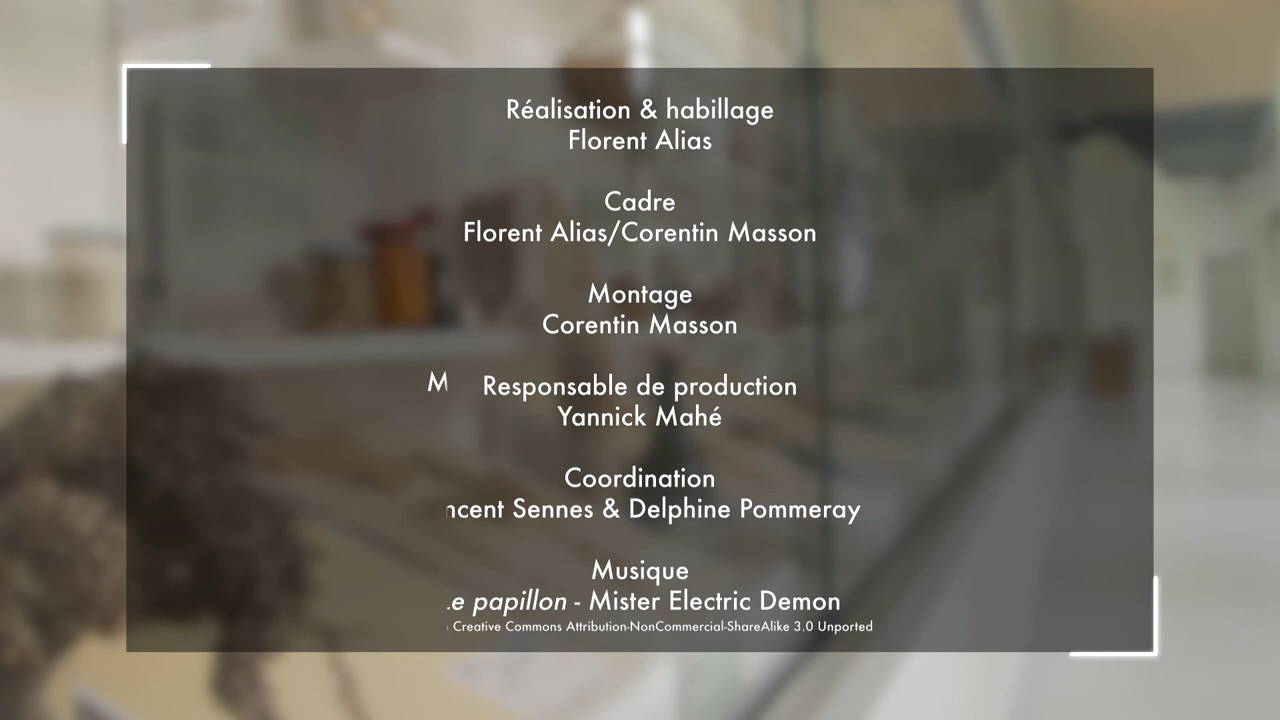 Réalisation & habillage
Florent Alias
Cadre
Florent Alias/Corentin Masson
Montage
Corentin Masson
M
Responsable de production
Yannick Mahé
Coordination
Sennes & Delphine Pommeray
Musique
papillon - Mister Electric Demon
Creative Commons Attribution-NonCommercial-ShareAlike 3.0 Unported